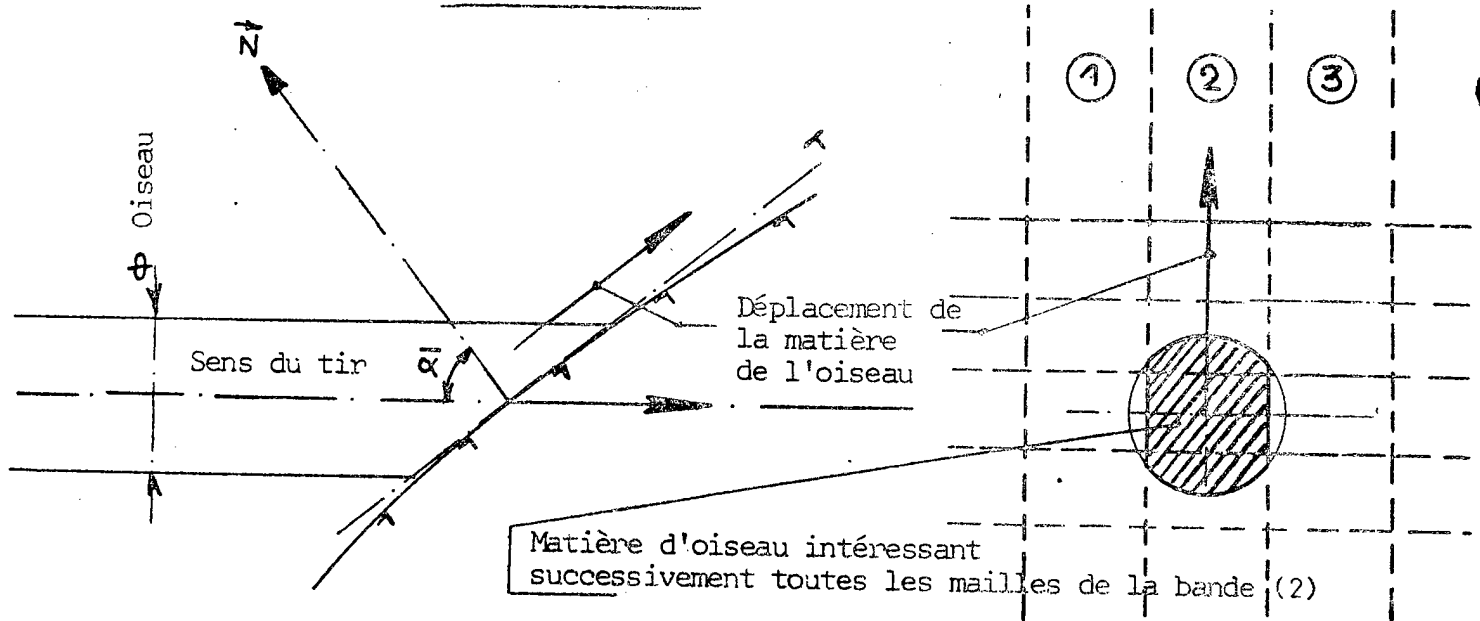 Z
① ② ③
Φ Oiseau
Sens du tir
α
Déplacement de
la matière
de l'oiseau
Matière d'oiseau intéressant
successivement toutes les mailles de la bande (2)